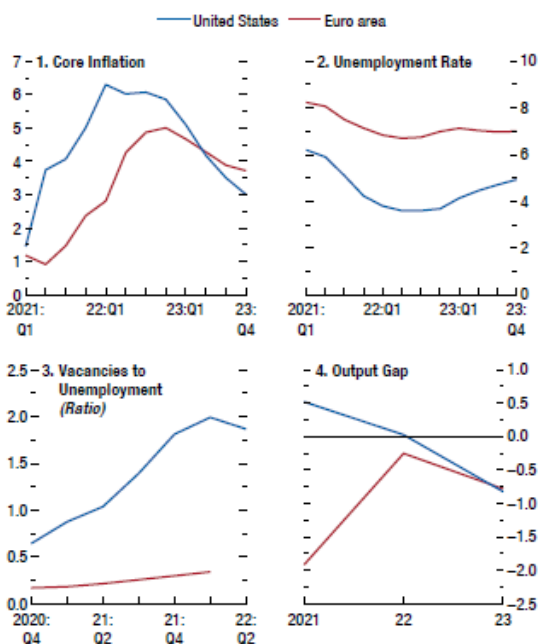 United States Euro area
1. Core Inflation
7
6
5
4
3
2
1
0
2021:
Q1
22:Q1
23:Q1
23:
Q4
2. Unemployment Rate
10
8
6
4
2
0
2021:
Q1
22:Q1
23:Q1
23:
Q4
3. Vacancies to
Unemployment
(Ratio)
2.5
2.0
1.5
1.0
0.5
0.0
2020:
Q4
21:
Q2
21:
Q4
22:
Q2
4. Output Gap
1.0
0.5
0.0
–0.5
–1.0
–1.5
–2.0
–2.5
2021
22
23